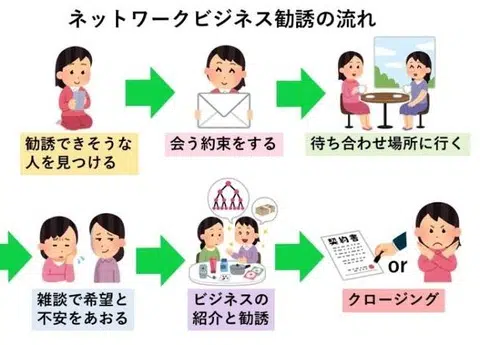 ネットワークビジネス勧誘の流れ
勧誘できそうな
人を見つける
会う約束をする
待ち合わせ場所に行く
雑談で希望と
不安をあおる
ビジネスの
紹介と勧誘
契約書
or
クロージング